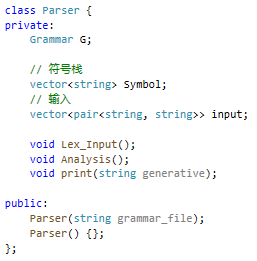 class Parser {
private:
    Grammar G;
    // 符号栈
    vector<string> Symbol;
    // 输入
    vector<pair<string, string>> input;
    void Lex_Input();
    void Analysis();
    void print(string generative);
public:
    Parser(string grammar_file);
    Parser() {};
};